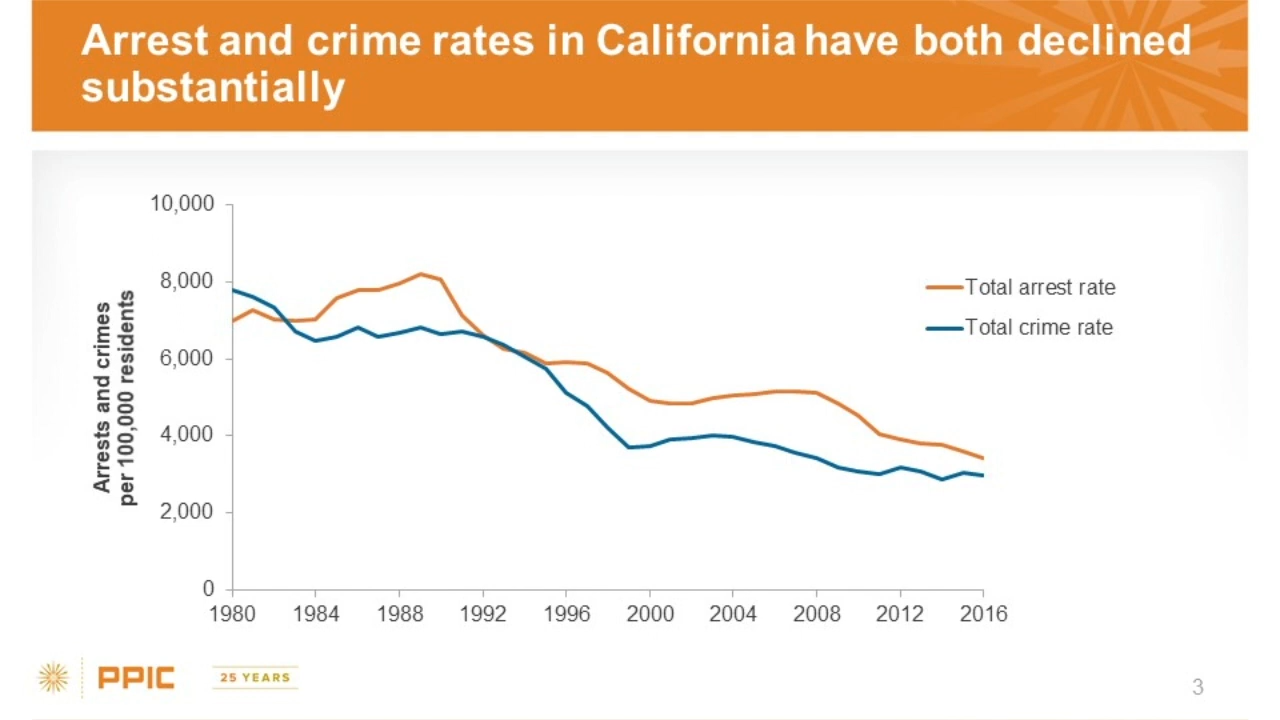 Arrest and crime rates in California have both declined
substantially
10,000
8,000
6,000
4,000
2,000
0
Arrests and crimes
per 100,000 residents
Total arrest rate
Total crime rate
1980 1984 1988 1992 1996 2000 2004 2008 2012 2016
PPIC
25 YEARS
3